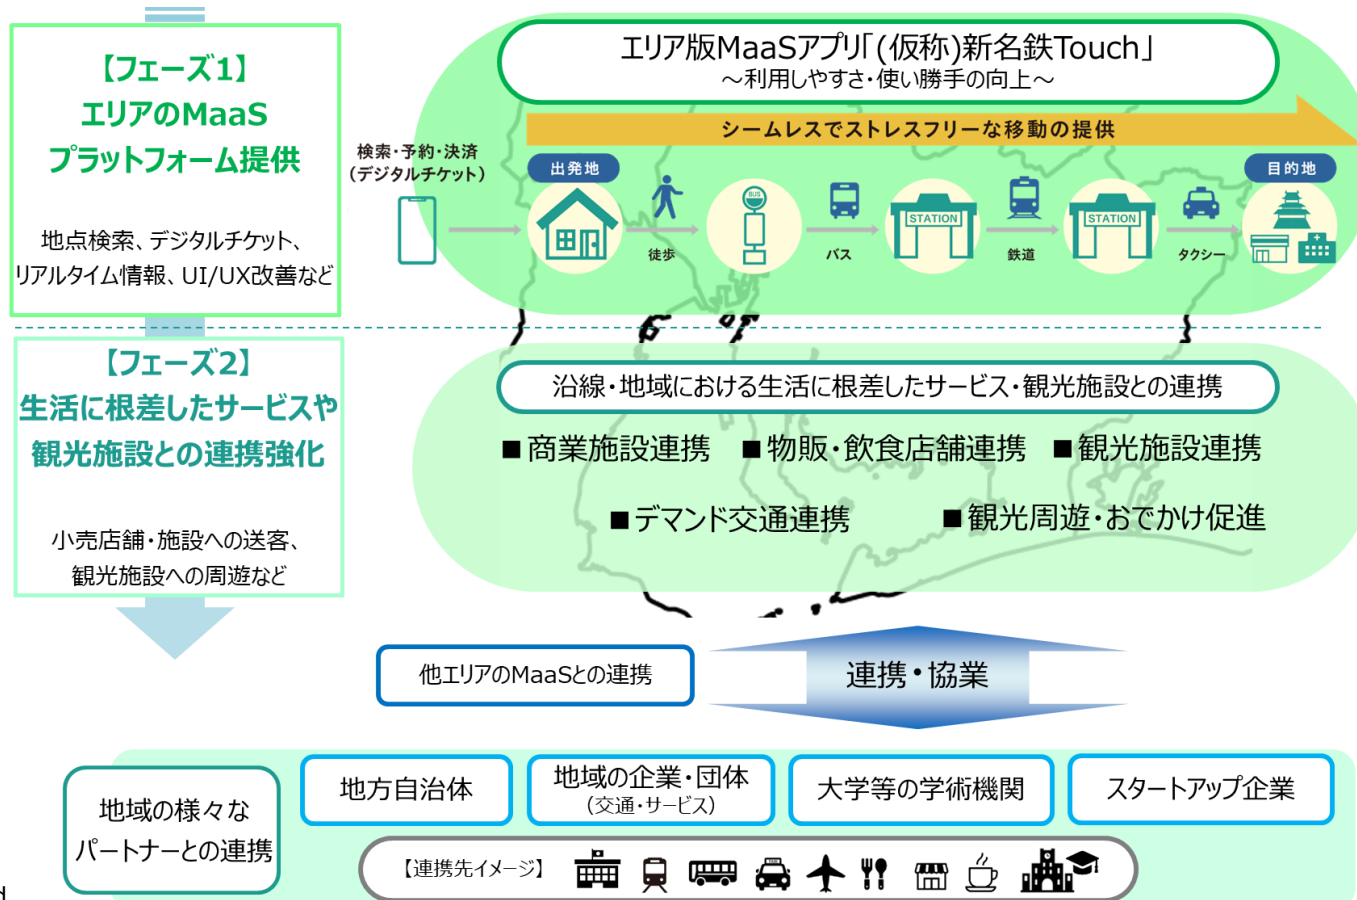 【フェーズ1】
エリアのMaaS
プラットフォーム提供
地点検索、デジタルチケット、
リアルタイム情報、UI/UX改善など
エリア版MaaSアプリ「(仮称)新名鉄Touch」
～利用しやすさ・使い勝手の向上～
シームレスでストレスフリーな移動の提供
検索・予約・決済
(デジタルチケット)
出発地
目的地
BUS
STATION
STATION
徒歩
バス
鉄道
タクシー
【フェーズ2】
生活に根差したサービスや
観光施設との連携強化
小売店舗・施設への送客、
観光施設への周遊など
沿線・地域における生活に根差したサービス・観光施設との連携
■商業施設連携 ■物販・飲食店舗連携 ■観光施設連携
■デマンド交通連携 ■観光周遊・おでかけ促進
他エリアのMaaSとの連携
連携・協業
地域の様々な
パートナーとの連携
地方自治体
地域の企業・団体
(交通・サービス)
大学等の学術機関
スタートアップ企業
【連携先イメージ】